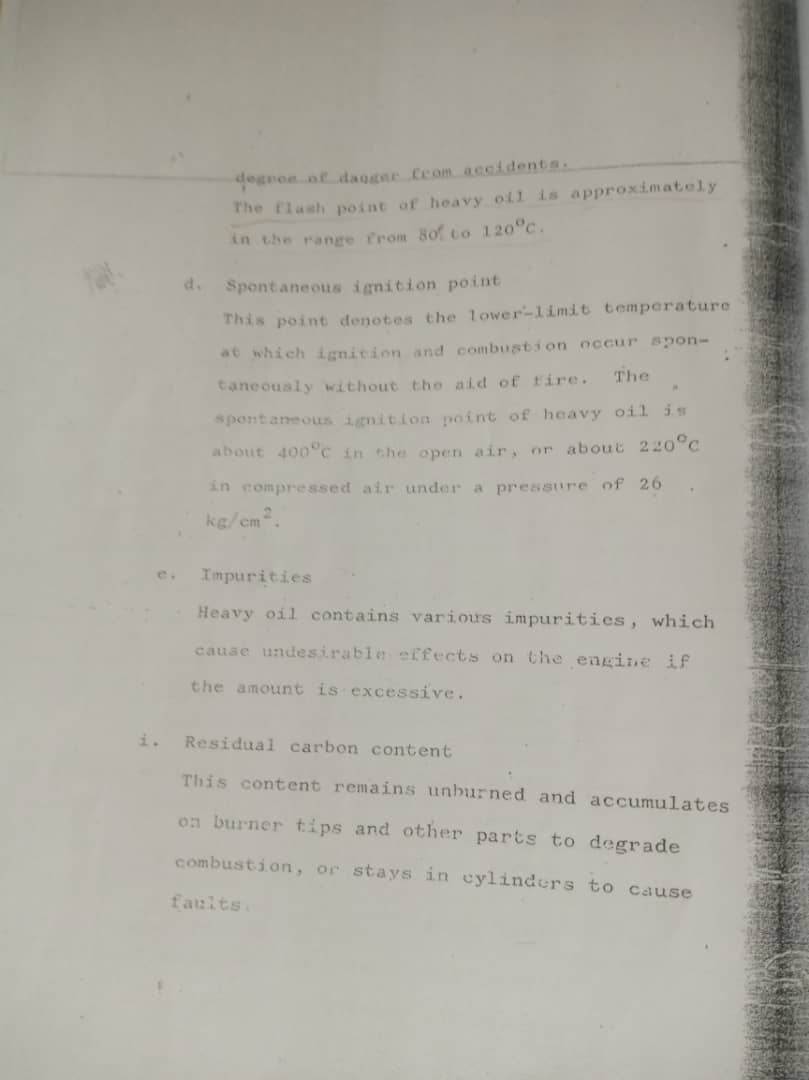 degree of danger from accidents.
The flash point of heavy oil is approximately
in the range from 80° to 120°C.
d. Spontaneous ignition point
This point denotes the lower-limit temperature
at which ignition and combustion occur spon-
taneously without the aid of fire. The
spontaneous ignition point of heavy oil is
about 400°C in the open air, or about 220°C
in compressed air under a pressure of 26
kg/cm².
e. Impurities
Heavy oil contains various impurities, which
cause undesirable effects on the engine if
the amount is excessive.
i. Residual carbon content
This content remains unburned and accumulates
on burner tips and other parts to degrade
combustion, or stays in cylinders to cause
faults.